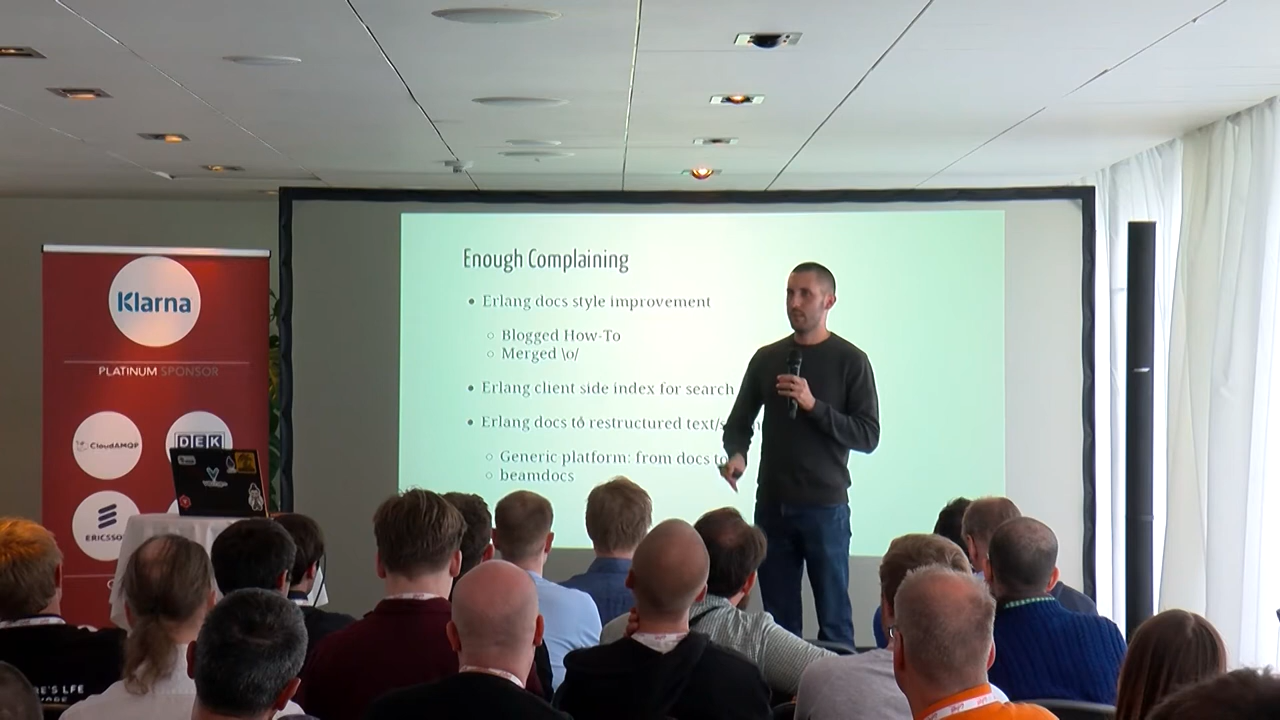 Klarna
PLATINUM SPONSOR
CloudAMQP
DEK
ERICSSO
Enough Complaining
Erlang docs style improvement
Blogged How-To
Merged \o/
Erlang client side index for search
Erlang docs to restructured text/s
Generic platform: from docs to
beamdocs
E'S LFE